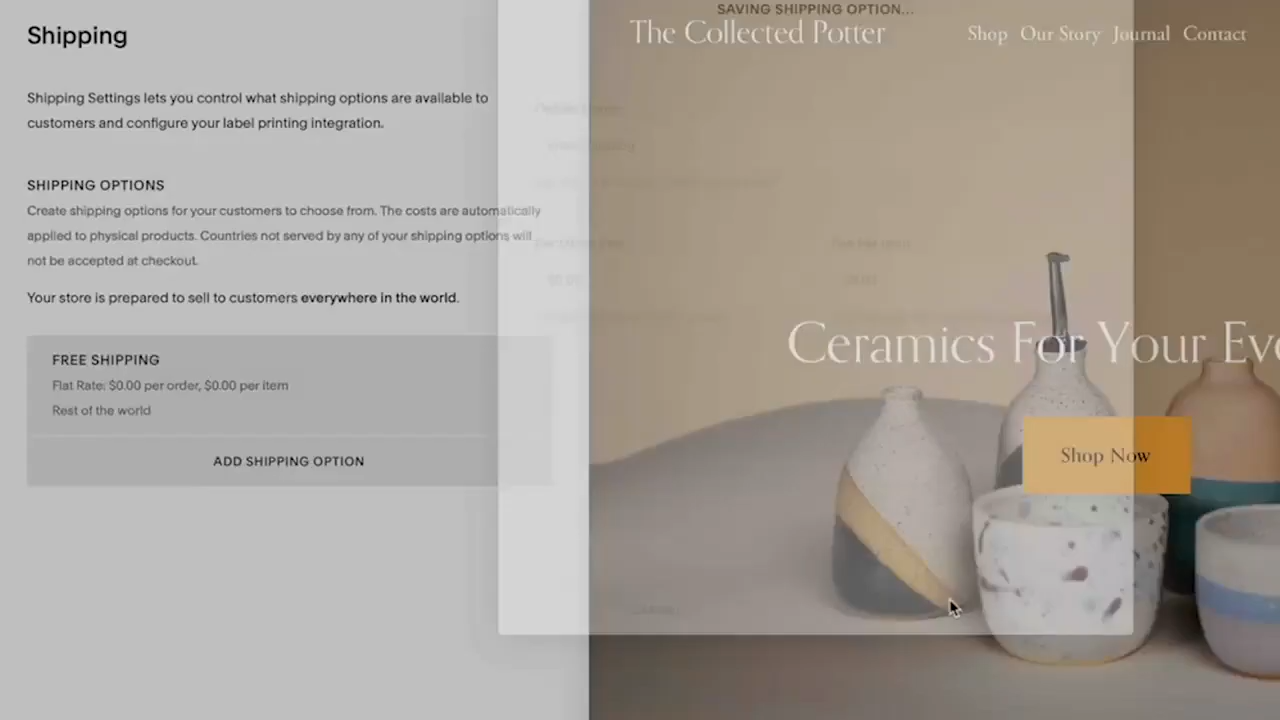 Shipping
Shipping Settings lets you control what shipping options are available to
customers and configure your label printing integration.
SHIPPING OPTIONS
Create shipping options for your customers to choose from. The costs are automatically
applied to physical products. Countries not served by any of your shipping options will
not be accepted at checkout.
Your store is prepared to sell to customers everywhere in the world.
FREE SHIPPING
Flat Rate: $0.00 per order, $0.00 per item
Rest of the world
ADD SHIPPING OPTION
SAVING SHIPPING OPTION...
The Collected Potter
Shop Our Story Journal Contact
Ceramics For Your Eve
Shop Now